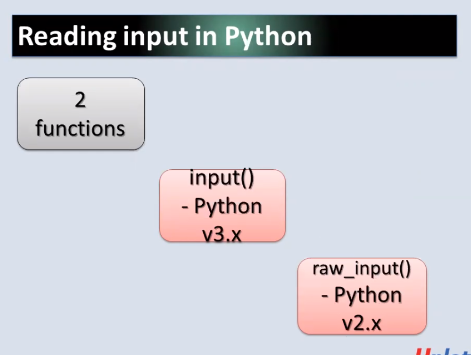 Reading input in Python
2
functions
input()
- Python
v3.x
raw_input()
- Python
v2.x